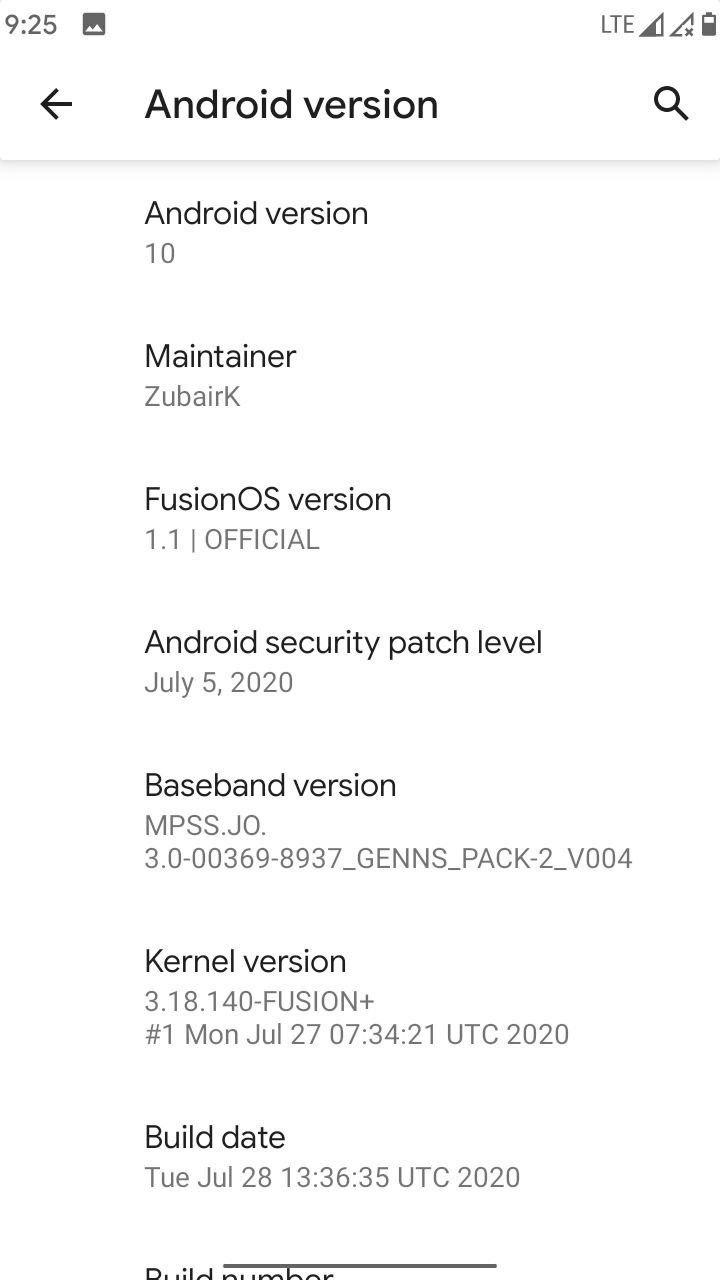 9:25 LTE
Android version
Android version
10
Maintainer
ZubairK
FusionOS version
1.1 | OFFICIAL
Android security patch level
July 5, 2020
Baseband version
MPSS.JO.
3.0-00369-8937_GENNS_PACK-2_V004
Kernel version
3.18.140-FUSION+
#1 Mon Jul 27 07:34:21 UTC 2020
Build date
Tue Jul 28 13:36:35 UTC 2020
Build number